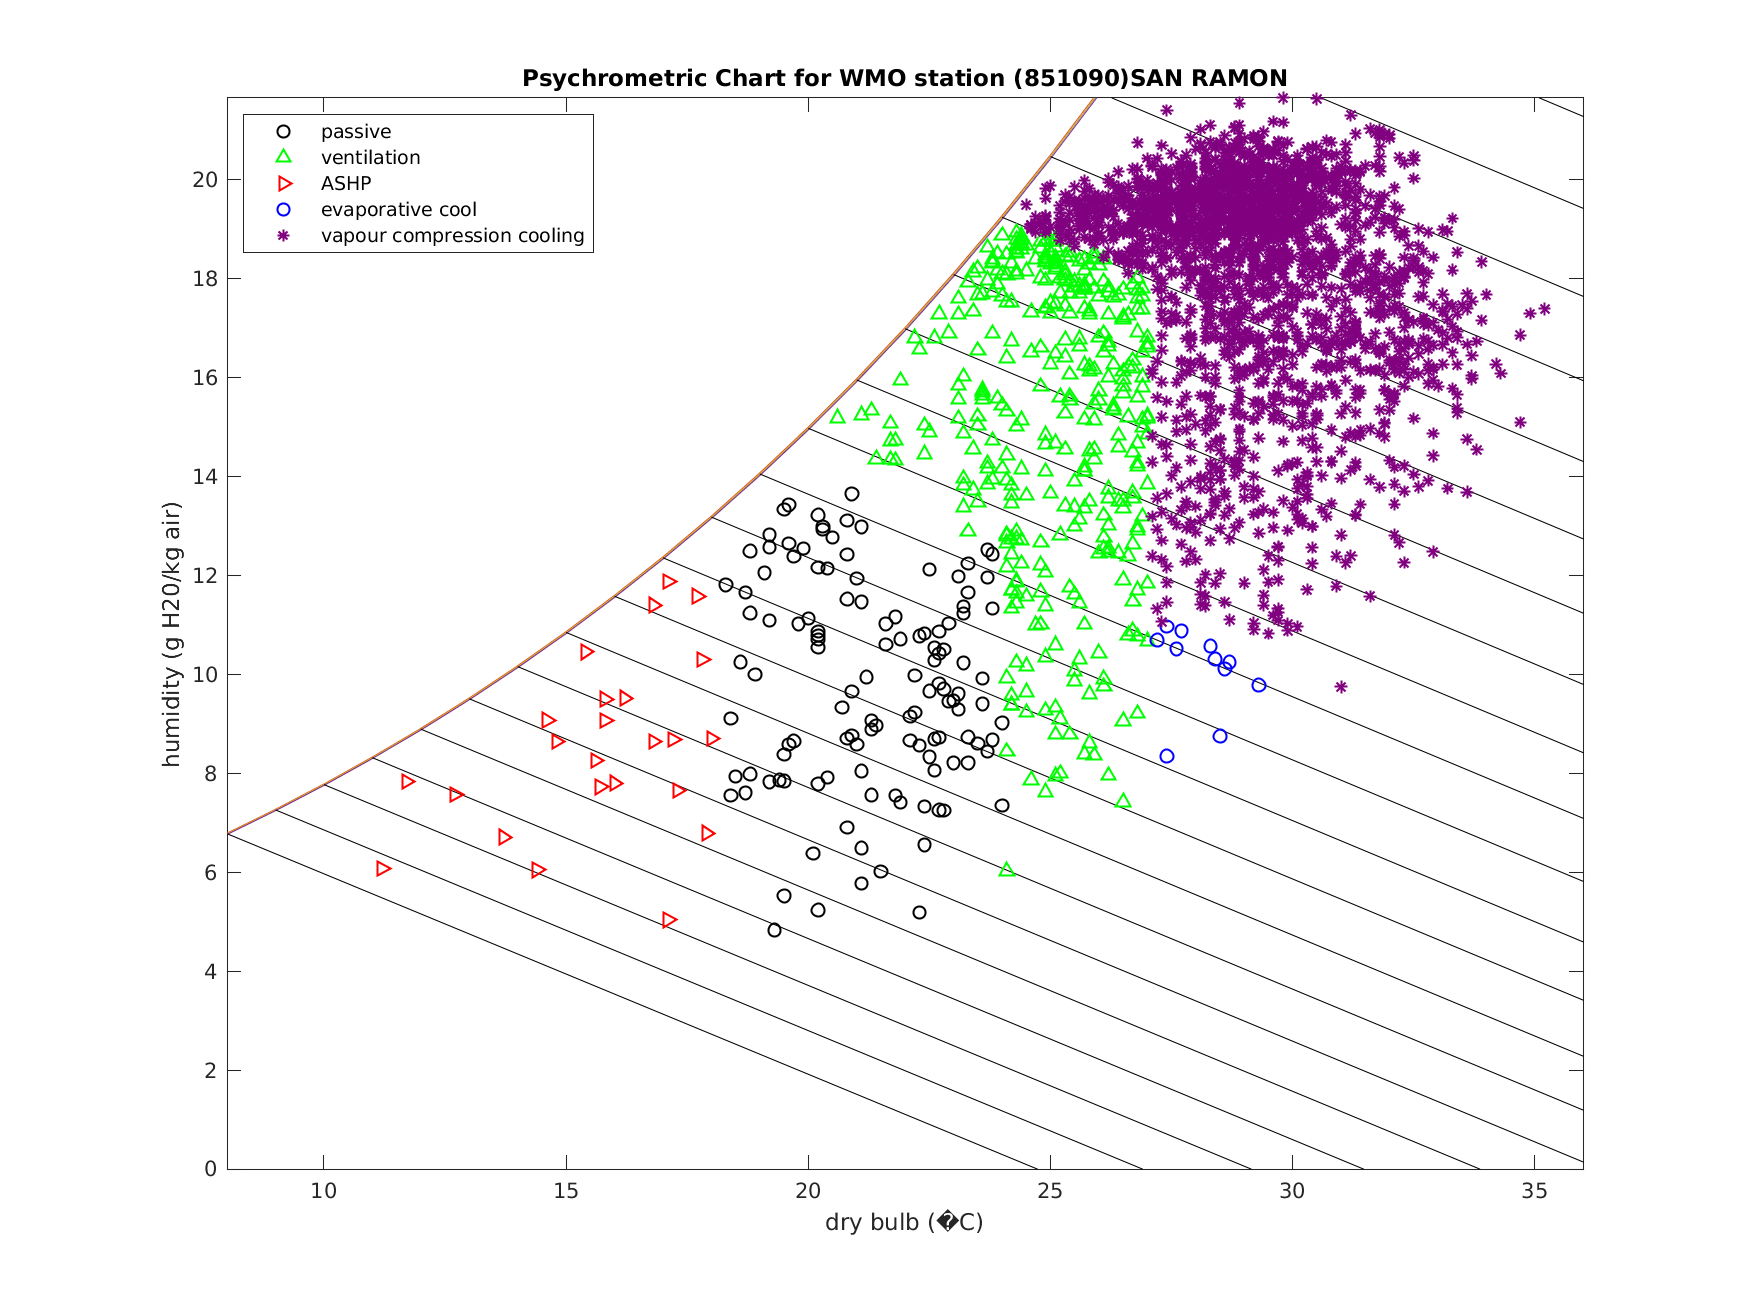 Psychrometric Chart for WMO station (851090)SAN RAMON
passive
ventilation
ASHP
evaporative cool
vapour compression cooling
humidity (g H20/kg air)
20
18
16
14
12
10
8
6
4
2
0
10 15 20 25 30 35
dry bulb (�C)